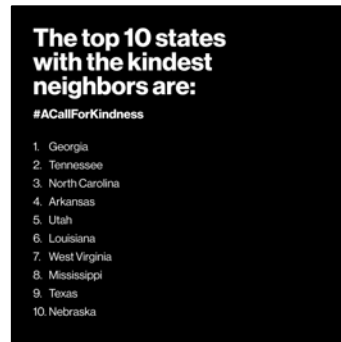 The top 10 states
with the kindest
neighbors are:
#ACallForKindness
1. Georgia
2. Tennessee
3. North Carolina
4. Arkansas
5. Utah
6. Louisiana
7. West Virginia
8. Mississippi
9. Texas
10. Nebraska